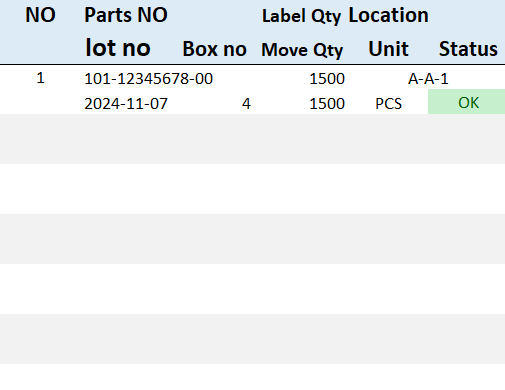 NO Parts NO Label Qty Location
lot no Box no Move Qty Unit Status
1 101-12345678-00 1500 A-A-1
2024-11-07 4 1500 PCS OK